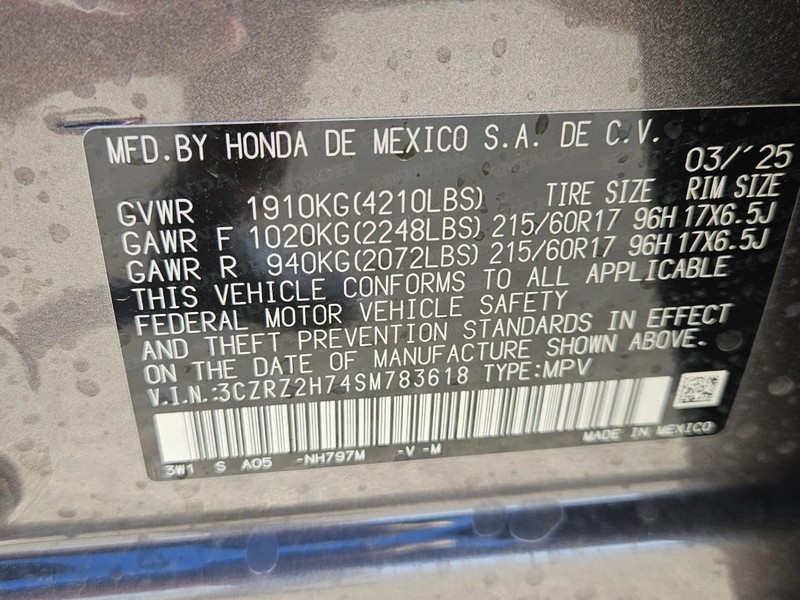 MFD.BY HONDA DE MEXICO S.A. DE C.V.
03/'25
TIRE SIZE RIM SIZE
GVWR 1910KG(4210LBS)
GAWR F 1020KG(2248LBS) 215/60R17 96H 17X6.5J
GAWR R 940KG(2072LBS) 215/60R17 96H 17X6.5J
THIS VEHICLE CONFORMS TO ALL APPLICABLE
FEDERAL MOTOR VEHICLE SAFETY
AND THEFT PREVENTION STANDARDS IN EFFECT
ON THE DATE OF MANUFACTURE SHOWN ABOVE.
V.I.N.:3CZRZ2H74SM783618 TYPE:MPV
MADE IN MEXICO
3W1 S A05 -NH797M -V -M